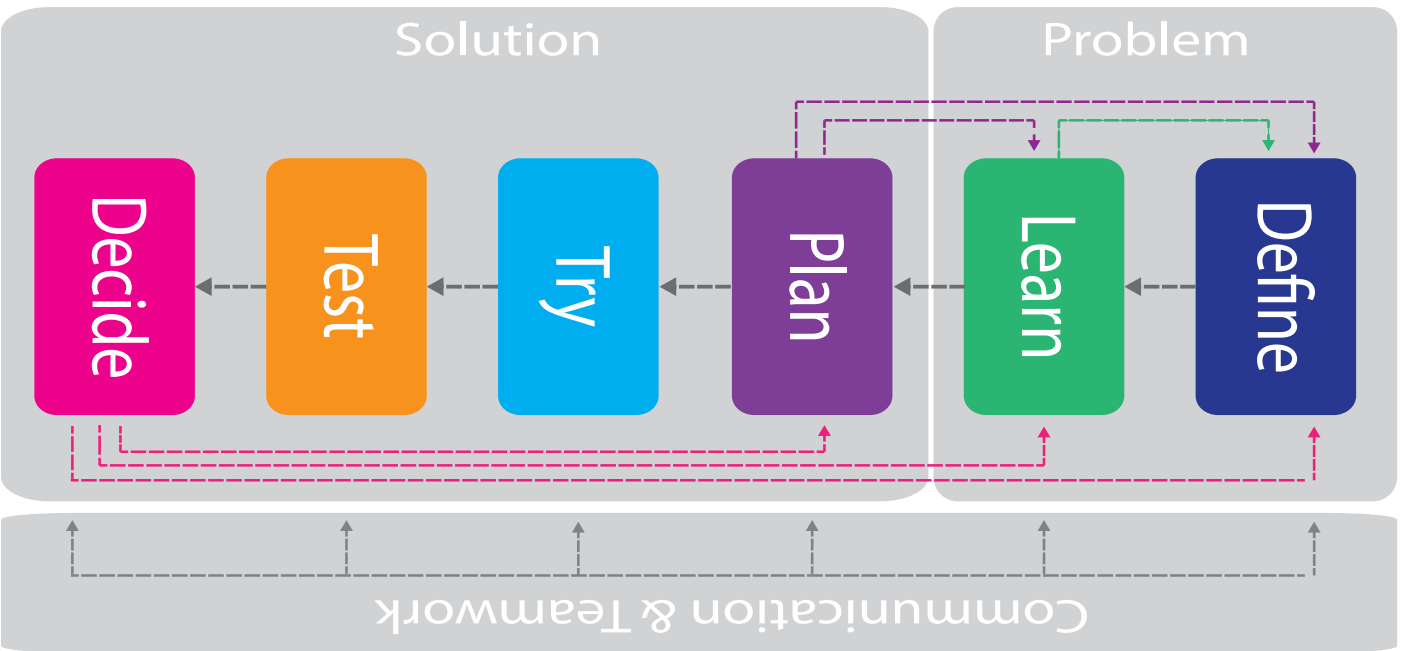 Solution
Problem
Decide
Test
Try
Plan
Learn
Define
Communication & Teamwork